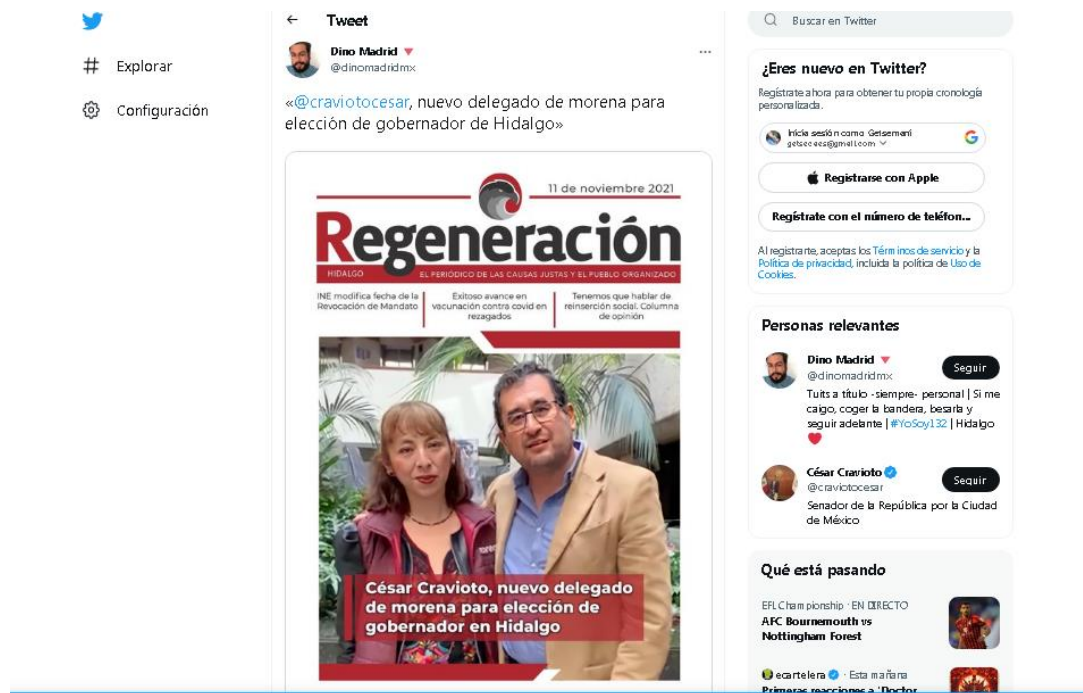 Explorar
Configuración
Tweet
Dino Madrid
@dinomadridmx
«@craviotocesar, nuevo delegado de morena para
elección de gobernador de Hidalgo»
11 de noviembre 2021
Regeneración
HIDALGO
EL PERIÓDICO DE LAS CAUSAS JUSTAS Y EL PUEBLO ORGANIZADO
INE modifica fecha de la
Revocación de Mandato
Exitoso avance en
vacunación contra covid en
rezagados
Tenemos que hablar de
reinserción social. Columna
de opinión
César Cravioto, nuevo delegado
de morena para elección de
gobernador en Hidalgo
Buscar en Twitter
¿Eres nuevo en Twitter?
Regístrate ahora para obtener tu propia cronología
personalizada.
Inicia sesión como Getsemaní
getsecaes@gmail.com
Registrarse con Apple
Regístrate con el número de teléfon...
Al registrarte, aceptas los Términos de servicio y la
Política de privacidad, incluida la política de Uso de
Cookies.
Personas relevantes
Dino Madrid
@dinomadridmx
Seguir
Tuits a título -siempre- personal | Si me
caigo, coger la bandera, besarla y
seguir adelante | #YoSoy132 | Hidalgo
César Cravioto
@craviotocesar
Seguir
Senador de la República por la Ciudad
de México
Qué está pasando
EFL Championship · EN DIRECTO
AFC Bournemouth vs
Nottingham Forest
ecartelera · Esta mañana
Primeras reacciones a 'Doctor